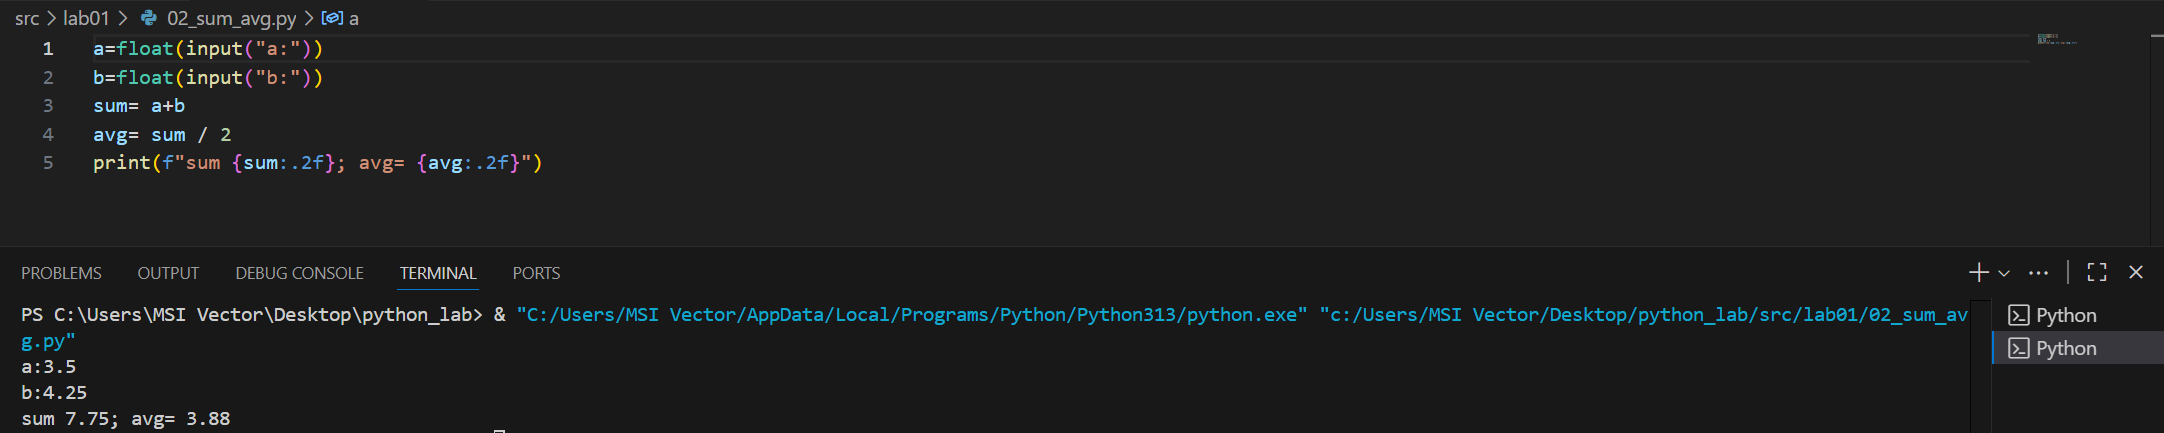 src > lab01 > 02_sum_avg.py > a
1 a=float(input("a:"))
2 b=float(input("b:"))
3 sum= a+b
4 avg= sum / 2
5 print(f"sum {sum:.2f}; avg= {avg:.2f}")
PROBLEMS OUTPUT DEBUG CONSOLE TERMINAL PORTS
PS C:\Users\MSI Vector\Desktop\python_lab> & "C:/Users/MSI Vector/AppData/Local/Programs/Python/Python313/python.exe" "c:/Users/MSI Vector/Desktop/python_lab/src/lab01/02_sum_av
g.py"
a:3.5
b:4.25
sum 7.75; avg= 3.88
Python
Python